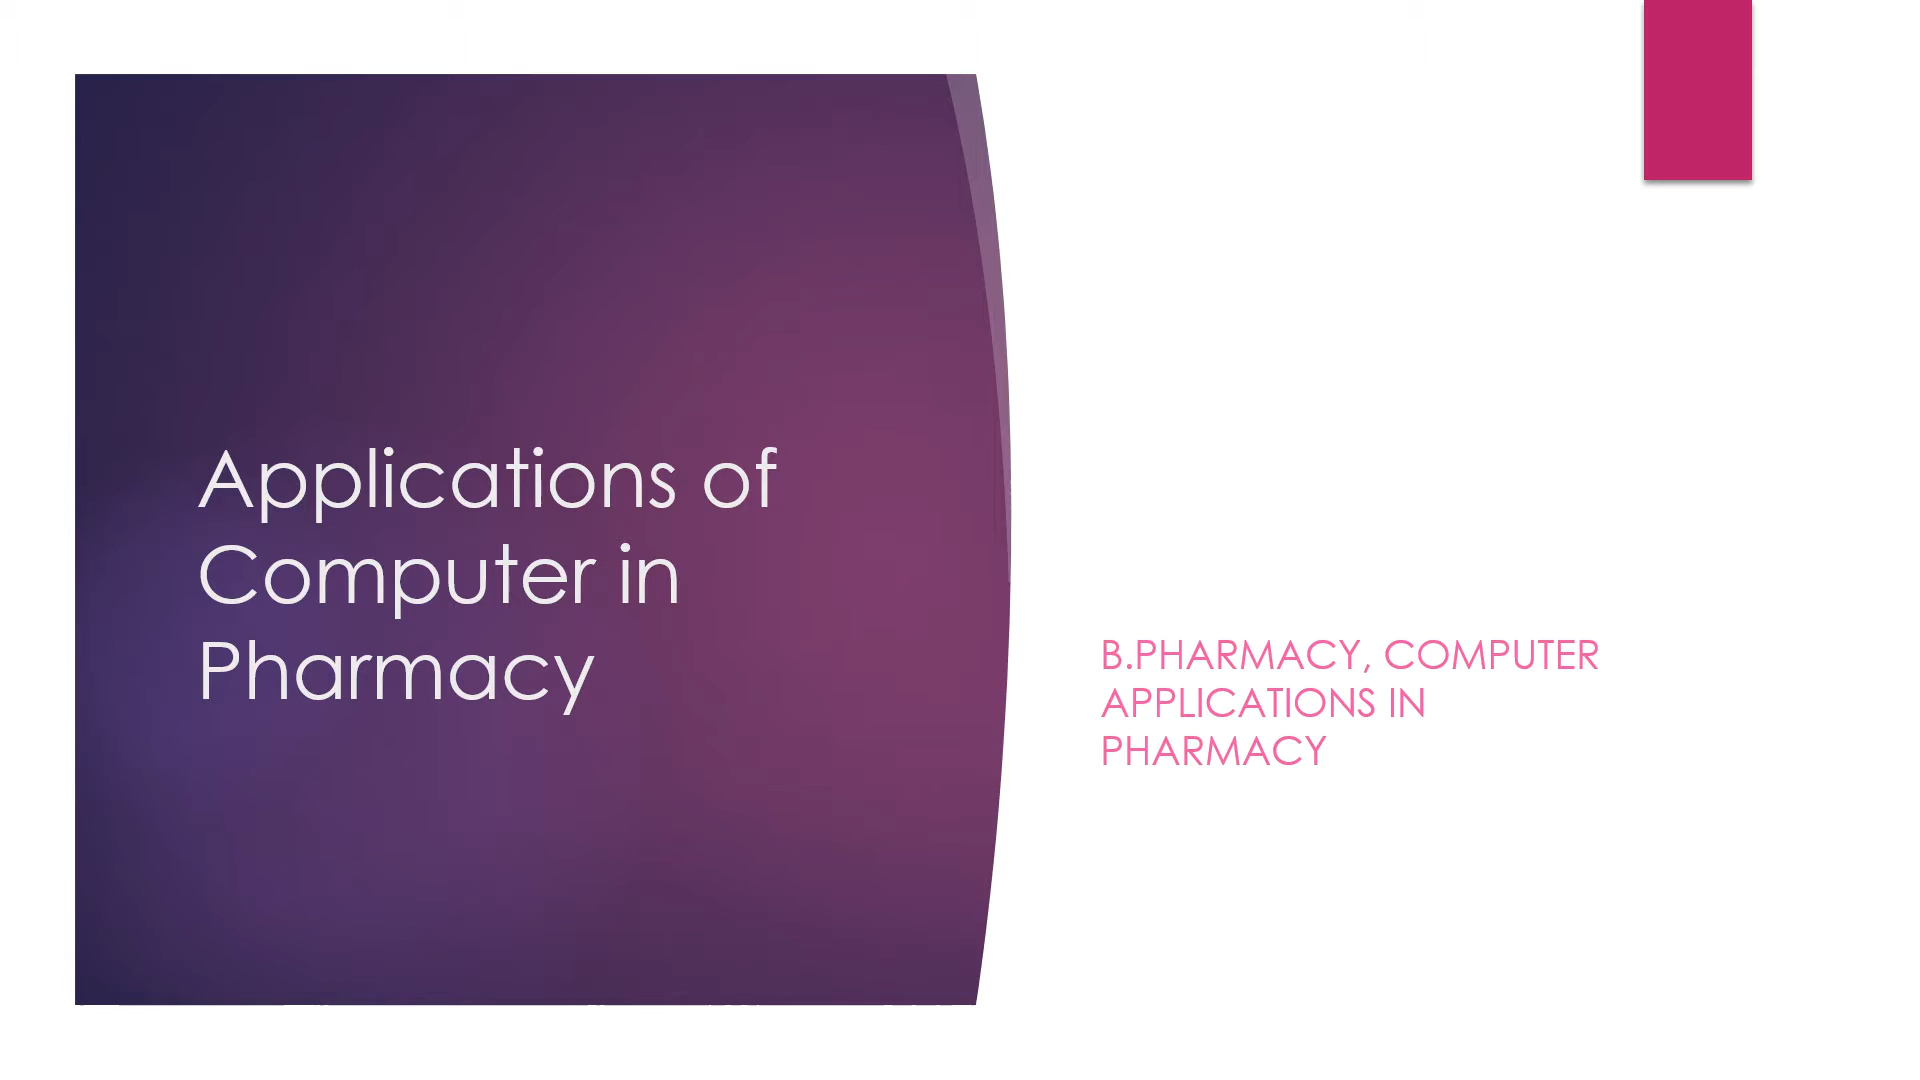 Applications of
Computer in
Pharmacy
B.PHARMACY, COMPUTER
APPLICATIONS IN
PHARMACY